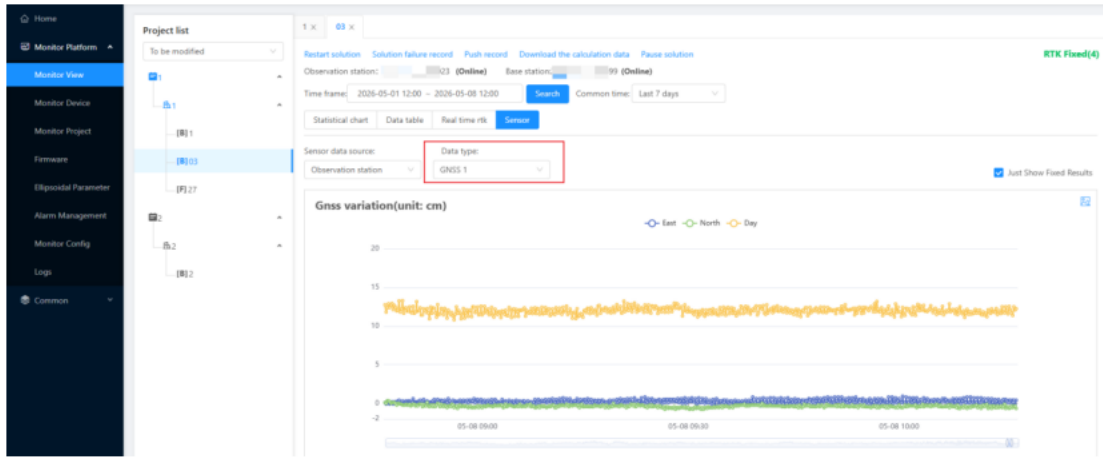 Home
Monitor Platform
Monitor View
Monitor Device
Monitor Project
Firmware
Ellipsoidal Parameter
Alarm Management
Monitor Config
Logs
Common
Project list
To be modified
1
1
[B] 1
[B] 03
[F] 27
2
2
[B] 2
1 × 03 ×
Restart solution Solution failure record Push record Download the calculation data Pause solution RTK Fixed(4)
Observation station: 23 (Online) Base station: 99 (Online)
Time frame: 2026-05-01 12:00 ~ 2026-05-08 12:00 Search Common time: Last 7 days
Statistical chart Data table Real time rtk Sensor
Sensor data source: Data type:
Observation station GNSS 1 Just Show Fixed Results
Gnss variation(unit: cm)
East North Day
20
15
10
5
0
-2
05-08 09:00 05-08 09:30 05-08 10:00